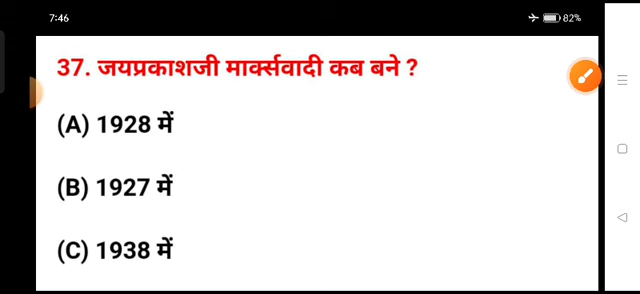 7:46
82%
37. जयप्रकाशजी मार्क्सवादी कब बने ?
(A) 1928 में
(B) 1927 में
(C) 1938 में